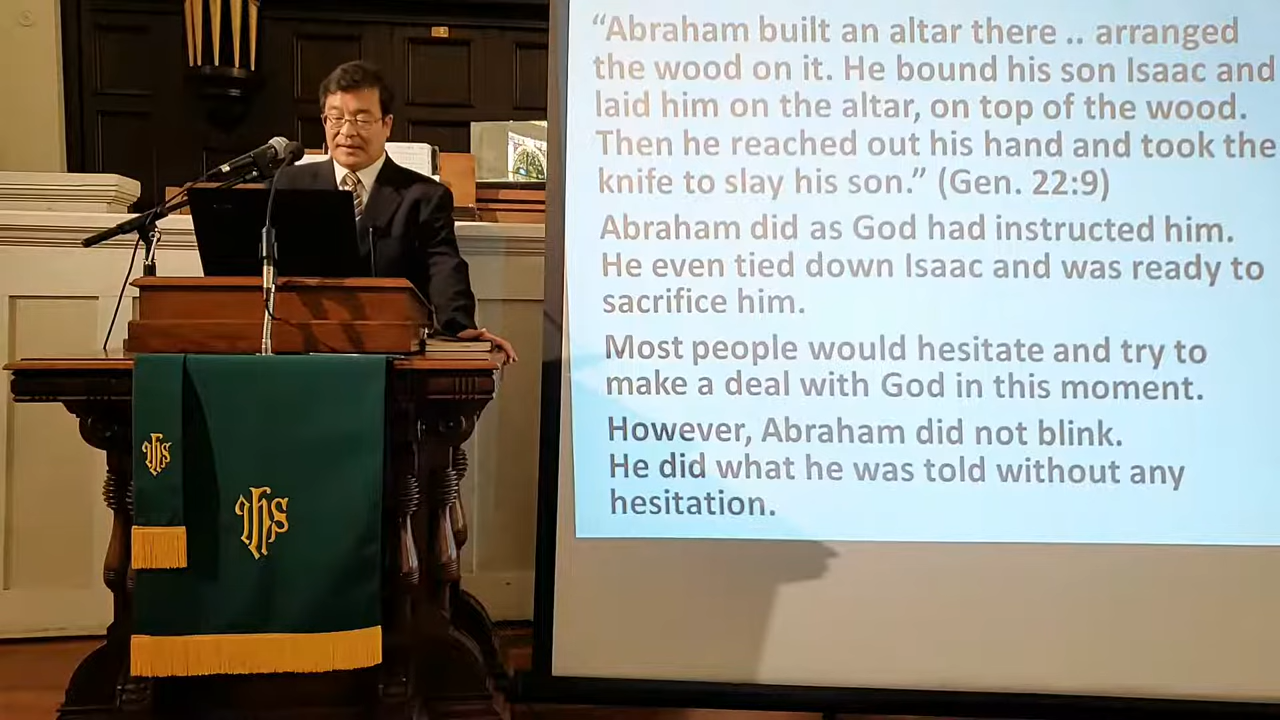 “Abraham built an altar there .. arranged
the wood on it. He bound his son Isaac and
laid him on the altar, on top of the wood.
Then he reached out his hand and took the
knife to slay his son.” (Gen. 22:9)
Abraham did as God had instructed him.
He even tied down Isaac and was ready to
sacrifice him.
Most people would hesitate and try to
make a deal with God in this moment.
However, Abraham did not blink.
He did what he was told without any
hesitation.
IHS
IHS